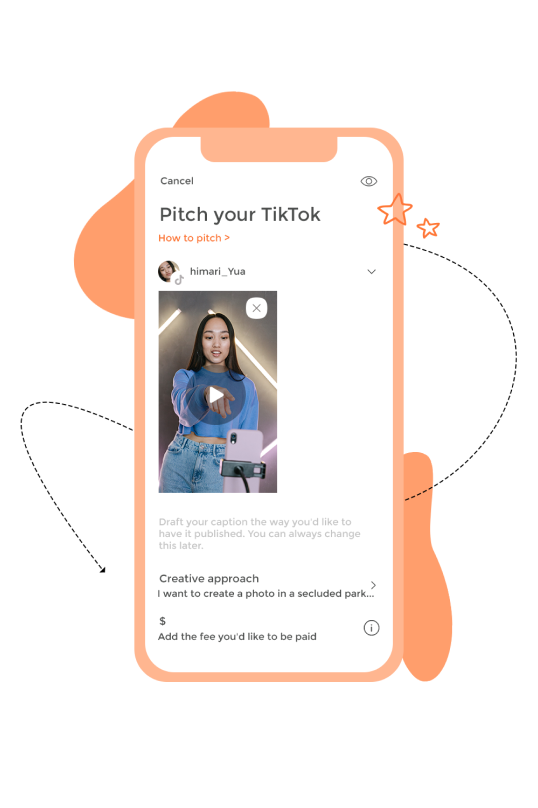 Cancel
Pitch your TikTok
How to pitch >
himari_Yua
Draft your caption the way you'd like to
have it published. You can always change
this later.
Creative approach
I want to create a photo in a secluded park...
$
Add the fee you'd like to be paid